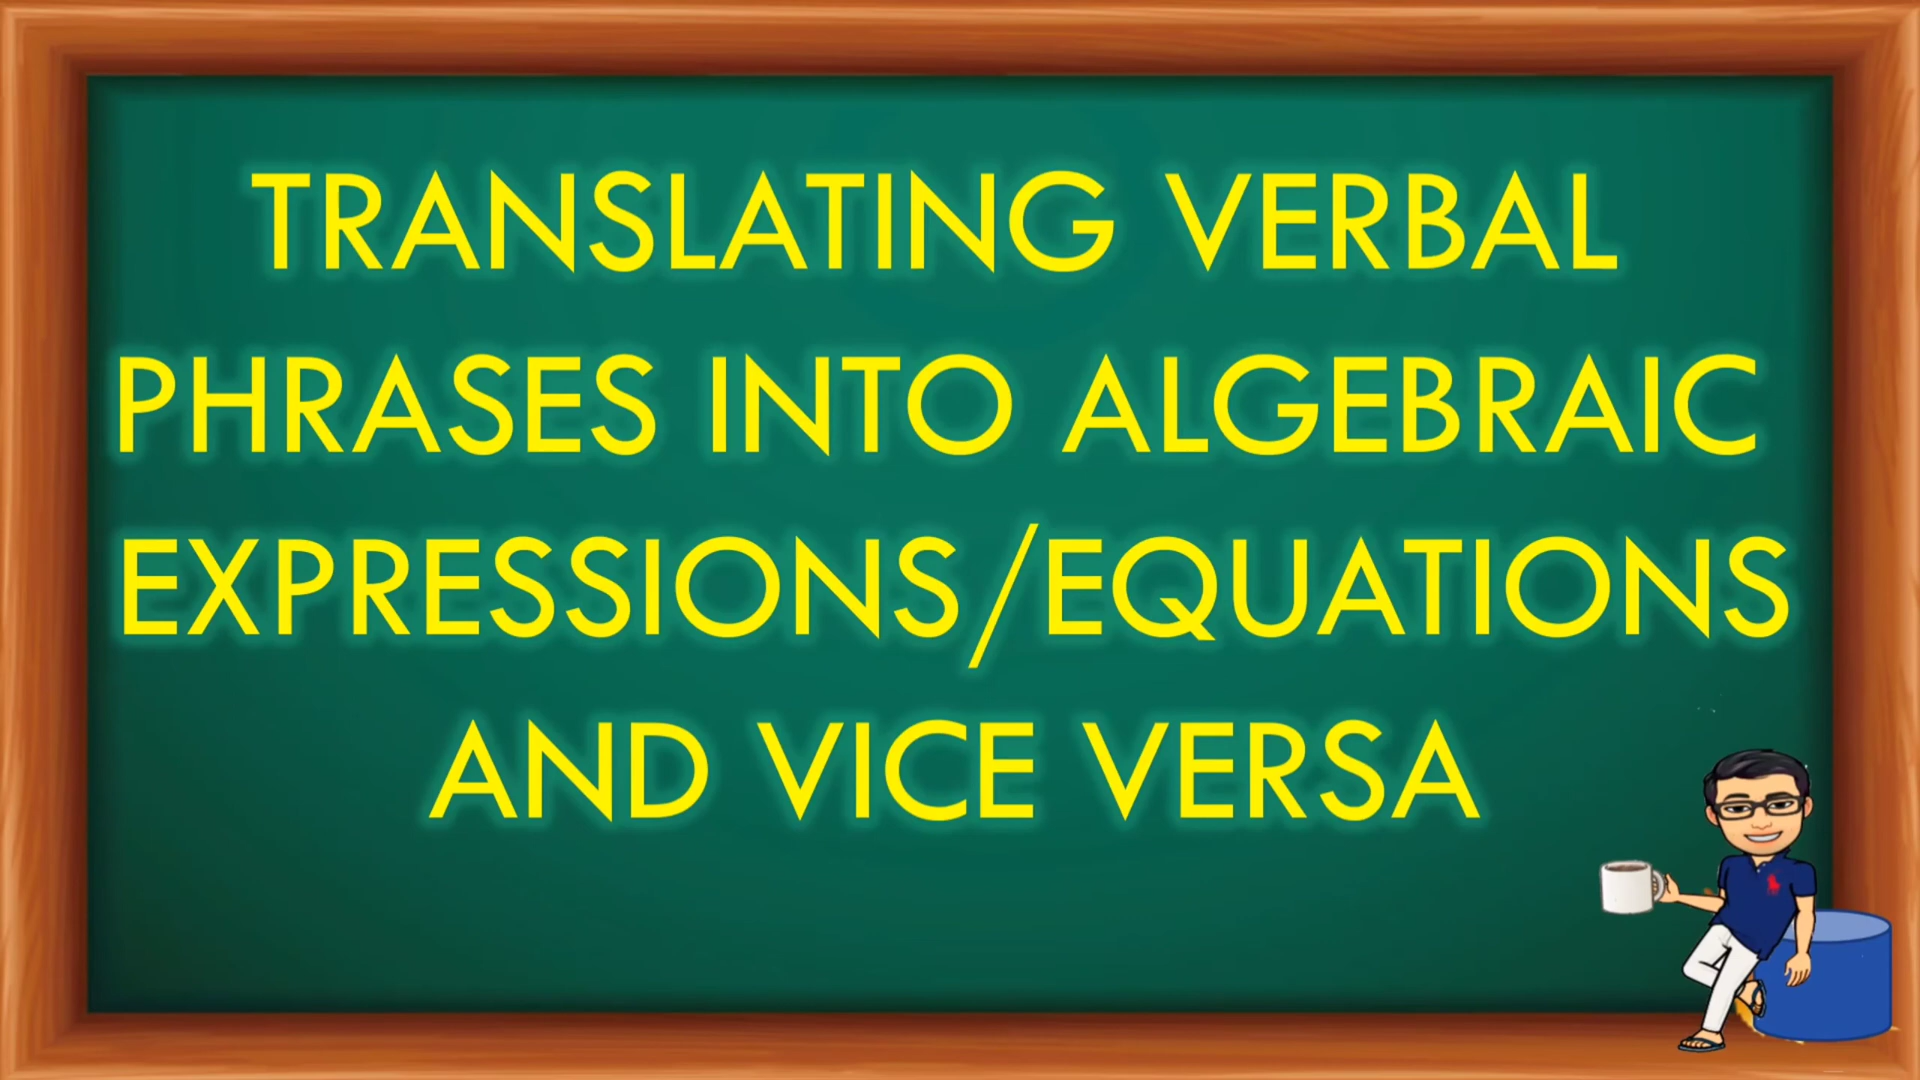 TRANSLATING VERBAL
PHRASES INTO ALGEBRAIC
EXPRESSIONS/EQUATIONS
AND VICE VERSA